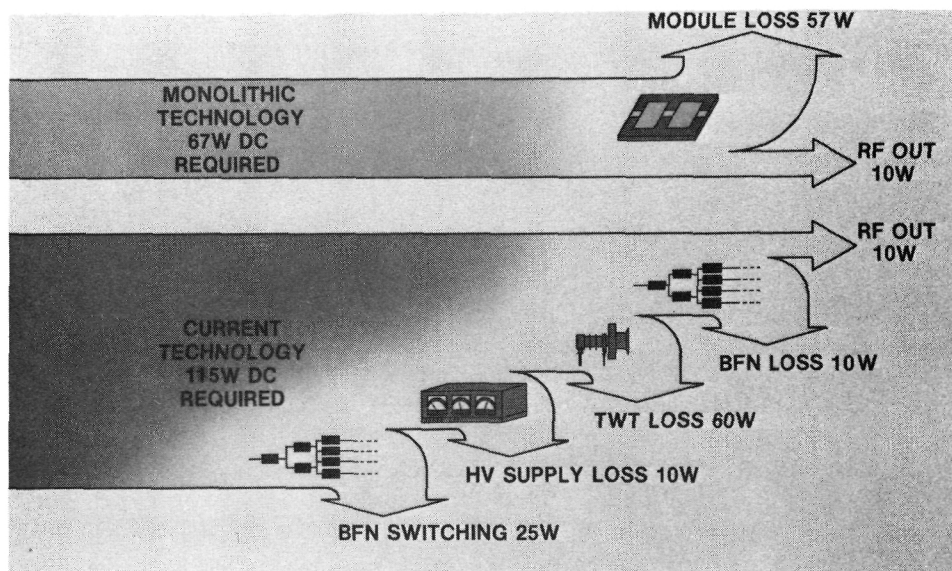 MODULE LOSS 57W
MONOLITHIC
TECHNOLOGY
67W DC
REQUIRED
RF OUT
10W
RF OUT
10W
CURRENT
TECHNOLOGY
115W DC
REQUIRED
BFN LOSS 10W
TWT LOSS 60W
HV SUPPLY LOSS 10W
BFN SWITCHING 25W